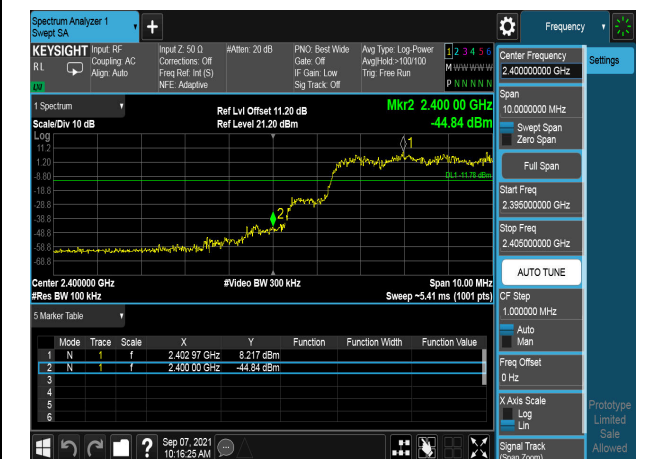 Spectrum Analyzer 1
Swept SA
+
Frequency
KEYSIGHT
RL
Input: RF
Coupling: AC
Align: Auto
Input Z: 50 Ω
Corrections: Off
Freq Ref: Int (S)
NFE: Adaptive
#Atten: 20 dB
PNO: Best Wide
Gate: Off
IF Gain: Low
Sig Track: Off
Avg Type: Log-Power
Avg|Hold:>100/100
Trig: Free Run
1 2 3 4 5 6
M W W W W W
P N N N N N
1 Spectrum
Scale/Div 10 dB
Ref Lvl Offset 11.20 dB
Ref Level 21.20 dBm
Mkr2 2.400 00 GHz
-44.84 dBm
Log
11.2
1.20
-8.80
-18.8
-28.8
-38.8
-48.8
-58.8
-68.8
1
DL1 -11.78 dBm
2
Center 2.400000 GHz
#Res BW 100 kHz
#Video BW 300 kHz
Span 10.00 MHz
Sweep ~5.41 ms (1001 pts)
5 Marker Table
Mode Trace Scale X Y Function Function Width Function Value
1 N 1 f 2.402 97 GHz 8.217 dBm
2 N 1 f 2.400 00 GHz -44.84 dBm
3
4
5
6
Sep 07, 2021
10:16:25 AM
Center Frequency
2.400000000 GHz
Settings
Span
10.0000000 MHz
Swept Span
Zero Span
Full Span
Start Freq
2.395000000 GHz
Stop Freq
2.405000000 GHz
AUTO TUNE
CF Step
1.000000 MHz
Auto
Man
Freq Offset
0 Hz
X Axis Scale
Log
Lin
Signal Track
(Span Zoom)
Prototype
Limited
Sale
Allowed